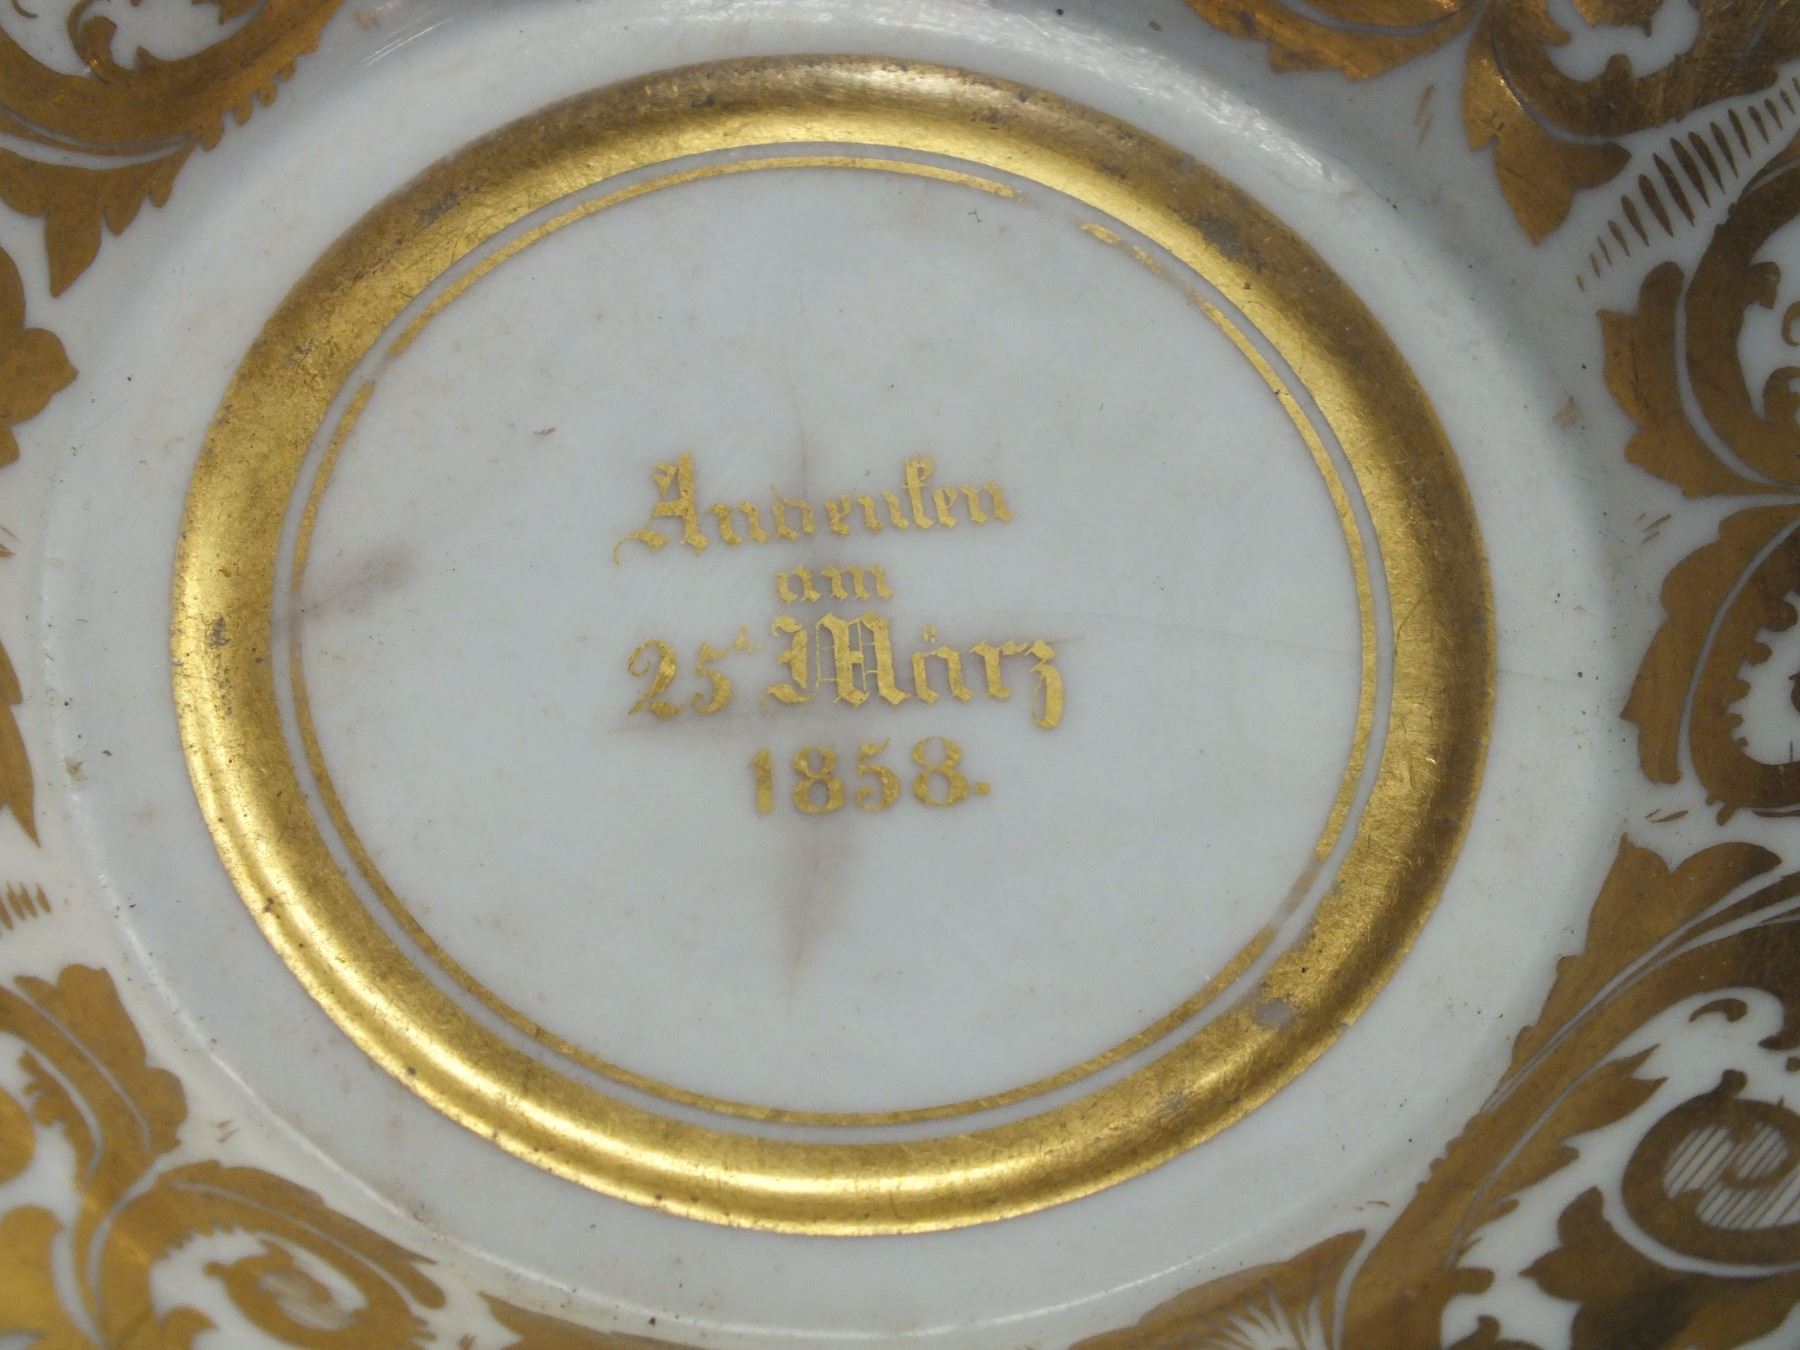 Andenken
am
25t März
1858.